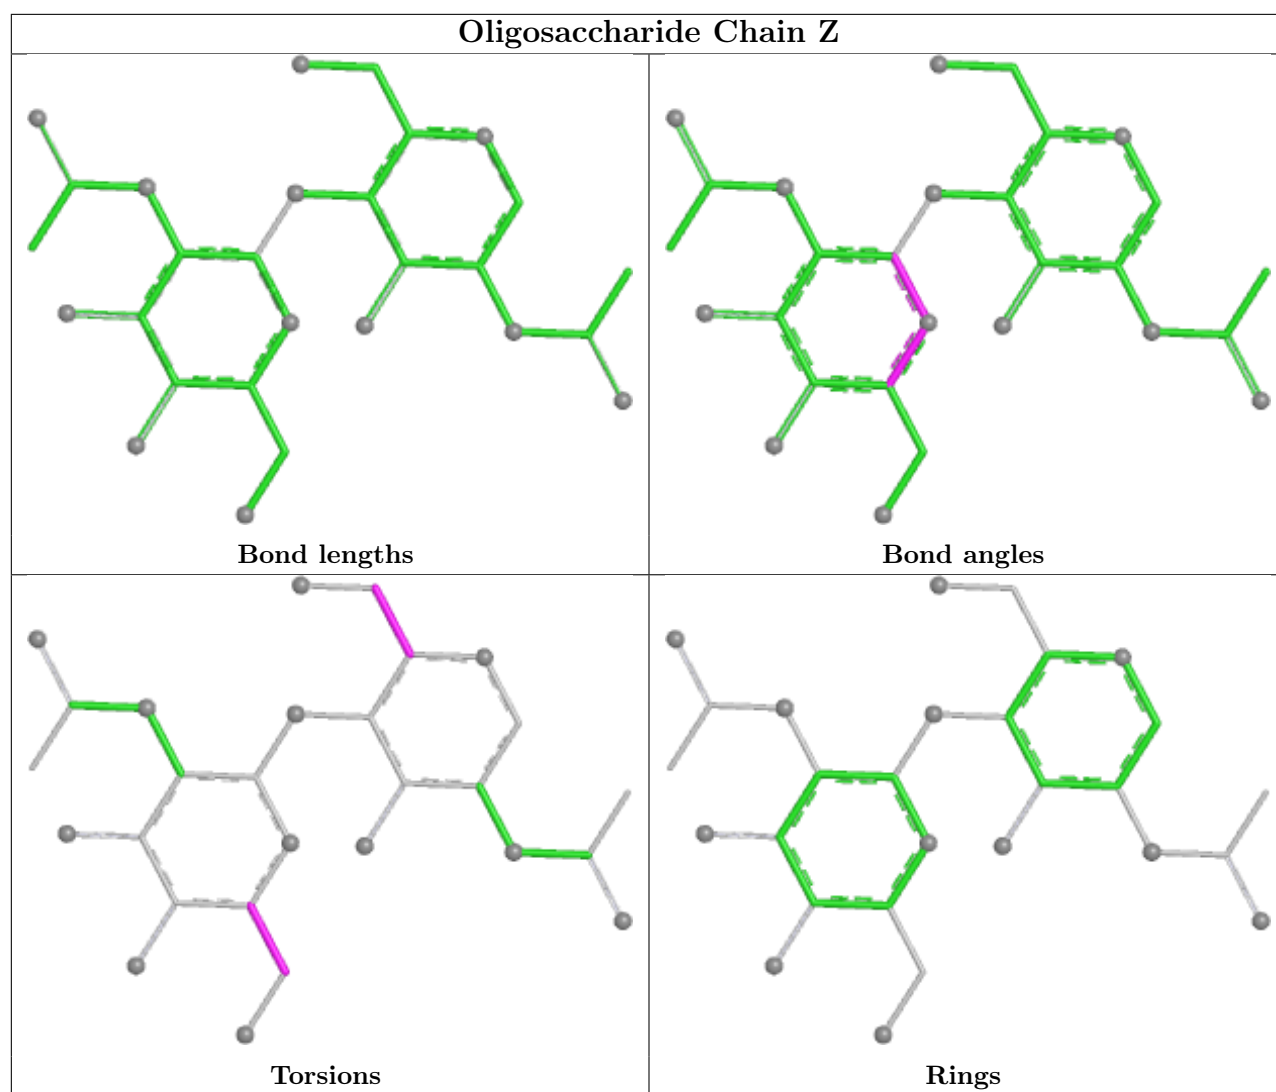 Oligosaccharide Chain Z
Bond lengths
Bond angles
Torsions
Rings